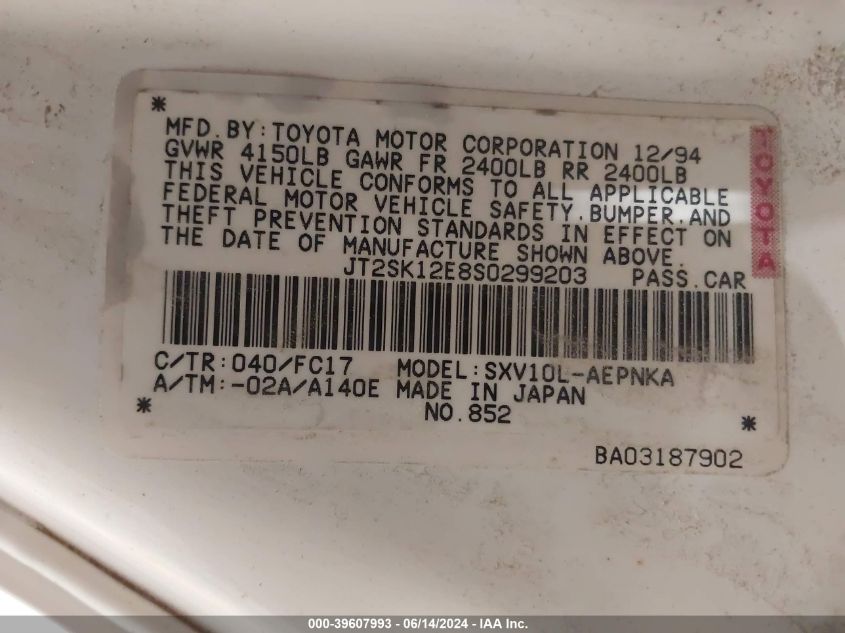 MFD.BY:TOYOTA MOTOR CORPORATION 12/94
GVWR 4150LB GAWR FR 2400LB RR 2400LB
THIS VEHICLE CONFORMS TO ALL APPLICABLE
FEDERAL MOTOR VEHICLE SAFETY,BUMPER,AND
THEFT PREVENTION STANDARDS IN EFFECT ON
THE DATE OF MANUFACTURE SHOWN ABOVE.
JT2SK12E8S0299203 PASS.CAR
TOYOTA
C/TR:040/FC17 MODEL:SXV10L-AEPNKA
A/TM:-02A/A140E MADE IN JAPAN
NO.852
BA03187902
000-39607993 - 06/14/2024 - IAA Inc.